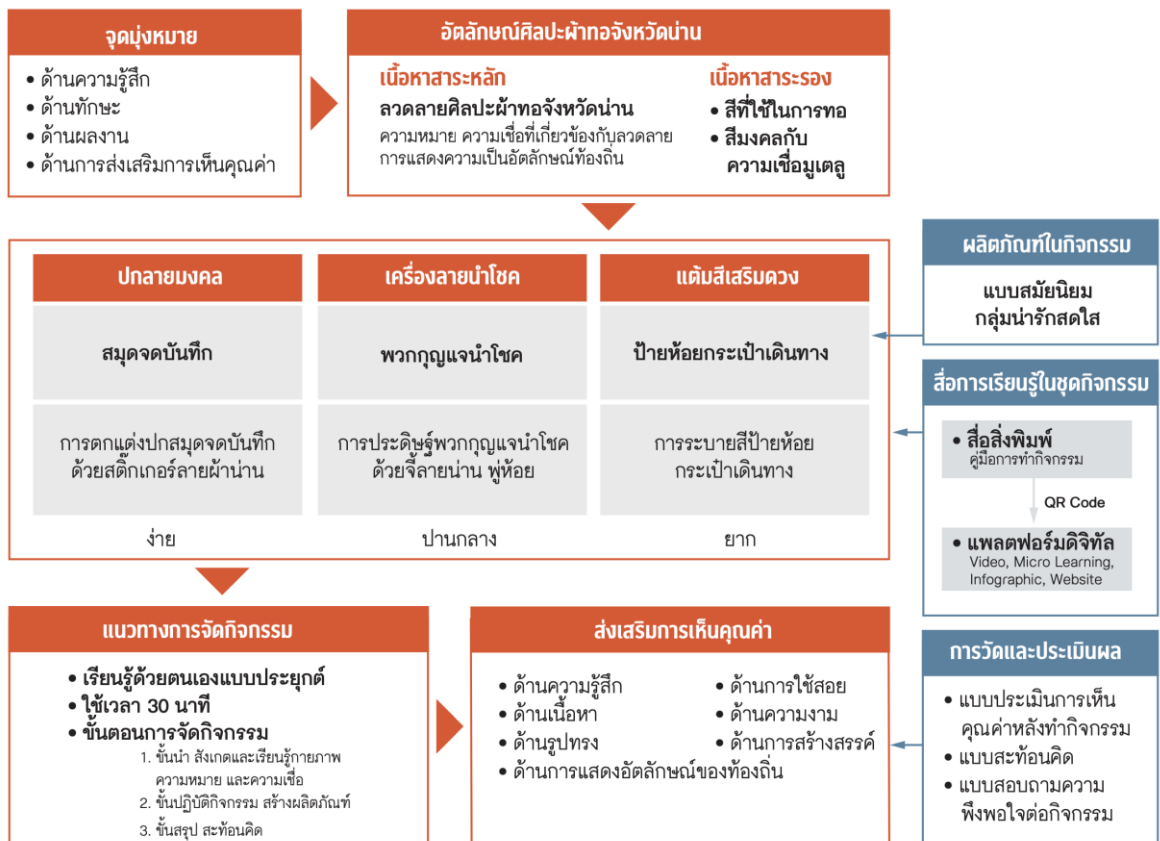 จุดมุ่งหมาย
• ด้านความรู้สึก
• ด้านทักษะ
• ด้านผลงาน
• ด้านการส่งเสริมการเห็นคุณค่า
อัตลักษณ์ศิลปะผ้าทอจังหวัดน่าน
เนื้อหาสาระหลัก
ลวดลายศิลปะผ้าทอจังหวัดน่าน
ความหมาย ความเชื่อที่เกี่ยวข้องกับลวดลาย
การแสดงความเป็นอัตลักษณ์ท้องถิ่น
เนื้อหาสาระรอง
• สีที่ใช้ในการทอ
• สีมงคลกับ
ความเชื่อมูเตลู
ปกลายมงคล
สมุดจดบันทึก
การตกแต่งปกสมุดจดบันทึก
ด้วยสติ๊กเกอร์ลายผ้าน่าน
ง่าย
เครื่องลายนำโชค
พวกกุญแจนำโชค
การประดิษฐ์พวกกุญแจนำโชค
ด้วยจี้ลายน่าน พู่ห้อย
ปานกลาง
แต้มสีเสริมดวง
ป้ายห้อยกระเป๋าเดินทาง
การระบายสีป้ายห้อย
กระเป๋าเดินทาง
ยาก
ผลิตภัณฑ์ในกิจกรรม
แบบสมัยนิยม
กลุ่มน่ารักสดใส
สื่อการเรียนรู้ในชุดกิจกรรม
• สื่อสิ่งพิมพ์
คู่มือการทำกิจกรรม
QR Code
• แพลตฟอร์มดิจิทัล
Video, Micro Learning,
Infographic, Website
แนวทางการจัดกิจกรรม
• เรียนรู้ด้วยตนเองแบบประยุกต์
• ใช้เวลา 30 นาที
• ขั้นตอนการจัดกิจกรรม
1. ขั้นนำ สังเกตและเรียนรู้กายภาพ
ความหมาย และความเชื่อ
2. ขั้นปฏิบัติกิจกรรม สร้างผลิตภัณฑ์
3. ขั้นสรุป สะท้อนคิด
ส่งเสริมการเห็นคุณค่า
• ด้านความรู้สึก
• ด้านเนื้อหา
• ด้านรูปทรง
• ด้านการแสดงอัตลักษณ์ของท้องถิ่น
• ด้านการใช้สอย
• ด้านความงาม
• ด้านการสร้างสรรค์
การวัดและประเมินผล
• แบบประเมินการเห็น
คุณค่าหลังทำกิจกรรม
• แบบสะท้อนคิด
• แบบสอบถามความ
พึงพอใจต่อกิจกรรม